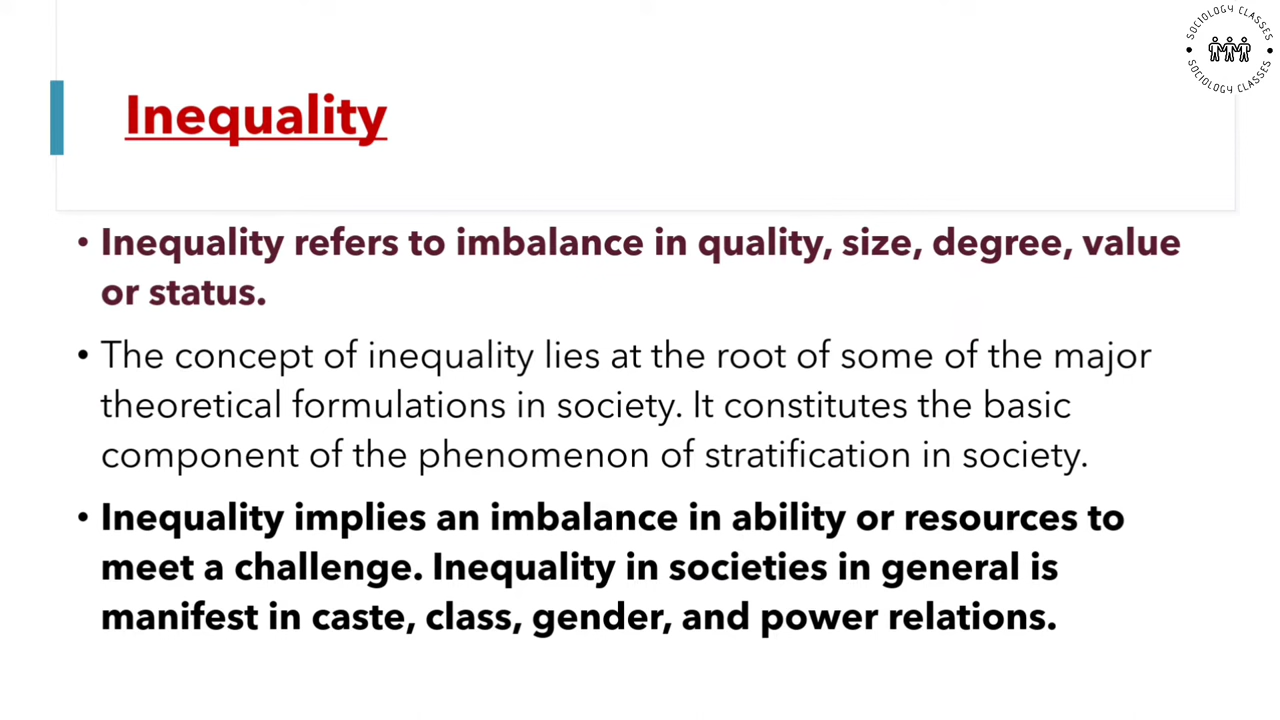 SOCIOLOGY CLASSES
SOCIOLOGY CLASSES
Inequality
• Inequality refers to imbalance in quality, size, degree, value
or status.
• The concept of inequality lies at the root of some of the major
theoretical formulations in society. It constitutes the basic
component of the phenomenon of stratification in society.
• Inequality implies an imbalance in ability or resources to
meet a challenge. Inequality in societies in general is
manifest in caste, class, gender, and power relations.